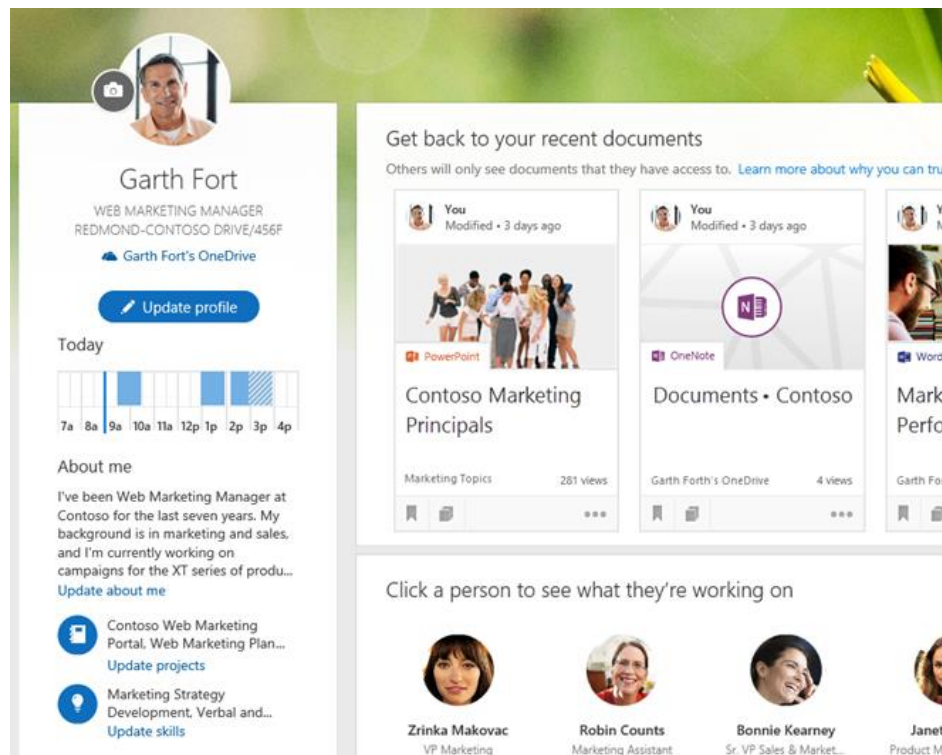 Garth Fort
WEB MARKETING MANAGER
REDMOND-CONTOSO DRIVE/456F
Garth Fort's OneDrive
Update profile
Today
7a 8a 9a 10a 11a 12p 1p 2p 3p 4p
About me
I've been Web Marketing Manager at
Contoso for the last seven years. My
background is in marketing and sales,
and I'm currently working on
campaigns for the XT series of produ...
Update about me
Contoso Web Marketing
Portal, Web Marketing Plan...
Update projects
Marketing Strategy
Development, Verbal and...
Update skills
Get back to your recent documents
Others will only see documents that they have access to. Learn more about why you can tru
You
Modified • 3 days ago
PowerPoint
Contoso Marketing
Principals
Marketing Topics 281 views
You
Modified • 3 days ago
N
OneNote
Documents • Contoso
Garth Forth's OneDrive 4 views
Word
Mark
Perfo
Garth Fo
Click a person to see what they're working on
Zrinka Makovac
VP Marketing
Robin Counts
Marketing Assistant
Bonnie Kearney
Sr. VP Sales & Market...
Janet
Product M